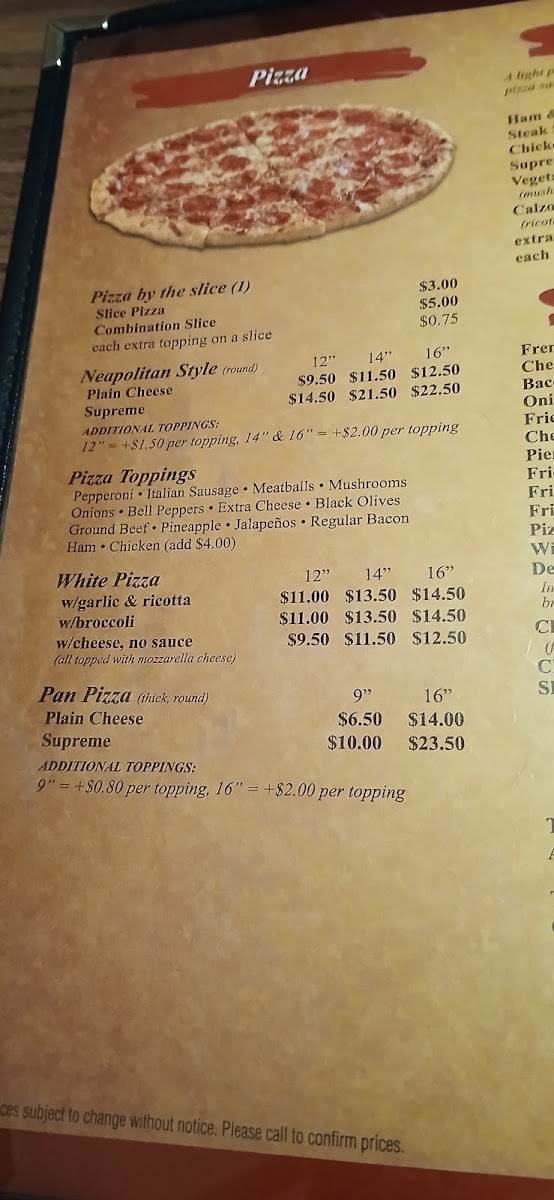 Pizza
Pizza by the slice (1)
Slice Pizza $3.00
Combination Slice $5.00
each extra topping on a slice $0.75
Neapolitan Style (round) 12” 14” 16”
Plain Cheese $9.50 $11.50 $12.50
Supreme $14.50 $21.50 $22.50
ADDITIONAL TOPPINGS:
12” = +$1.50 per topping, 14” & 16” = +$2.00 per topping
Pizza Toppings
Pepperoni • Italian Sausage • Meatballs • Mushrooms
Onions • Bell Peppers • Extra Cheese • Black Olives
Ground Beef • Pineapple • Jalapeños • Regular Bacon
Ham • Chicken (add $4.00)
White Pizza 12” 14” 16”
w/garlic & ricotta $11.00 $13.50 $14.50
w/broccoli $11.00 $13.50 $14.50
w/cheese, no sauce $9.50 $11.50 $12.50
(all topped with mozzarella cheese)
Pan Pizza (thick, round) 9” 16”
Plain Cheese $6.50 $14.00
Supreme $10.00 $23.50
ADDITIONAL TOPPINGS:
9” = +$0.80 per topping, 16” = +$2.00 per topping
ces subject to change without notice. Please call to confirm prices.
A light
pizza
Ham &
Steak
extra
each